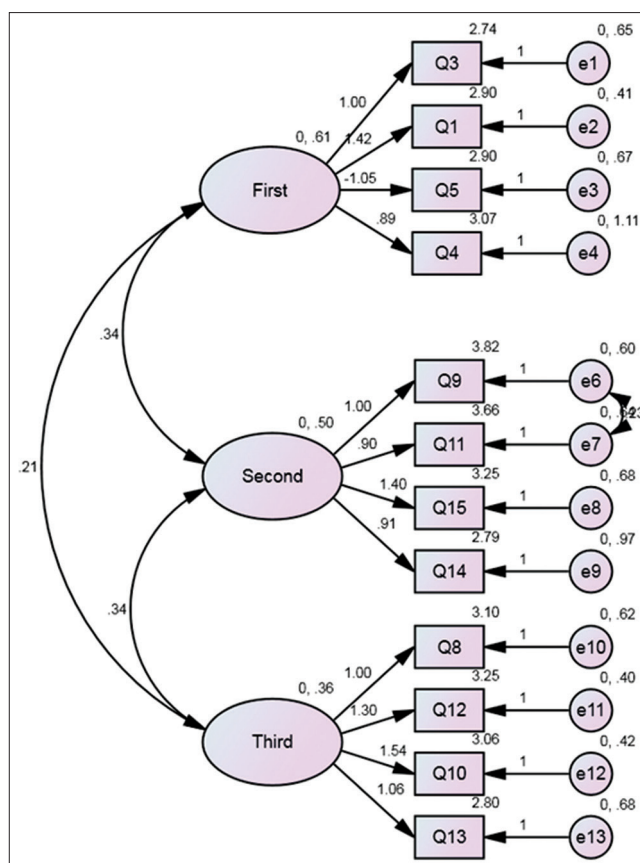 2.74
0, .65
Q3
1
e1
1.00
2.90
0, .41
0, .61
1.42
Q1
1
e2
2.90
0, .67
First
-1.05
Q5
1
e3
.89
3.07
0, 1.11
Q4
1
e4
.34
3.82
0, .60
Q9
1
e6
1.00
3.66
0, .50
.90
Q11
1
e7
3.25
0, .68
.21
Second
1.40
Q15
1
e8
.91
2.79
0, .97
Q14
1
e9
.34
3.10
0, .62
Q8
1
e10
1.00
3.25
0, .40
0, .36
1.30
Q12
1
e11
3.06
0, .42
Third
1.54
Q10
1
e12
1.06
2.80
0, .68
Q13
1
e13